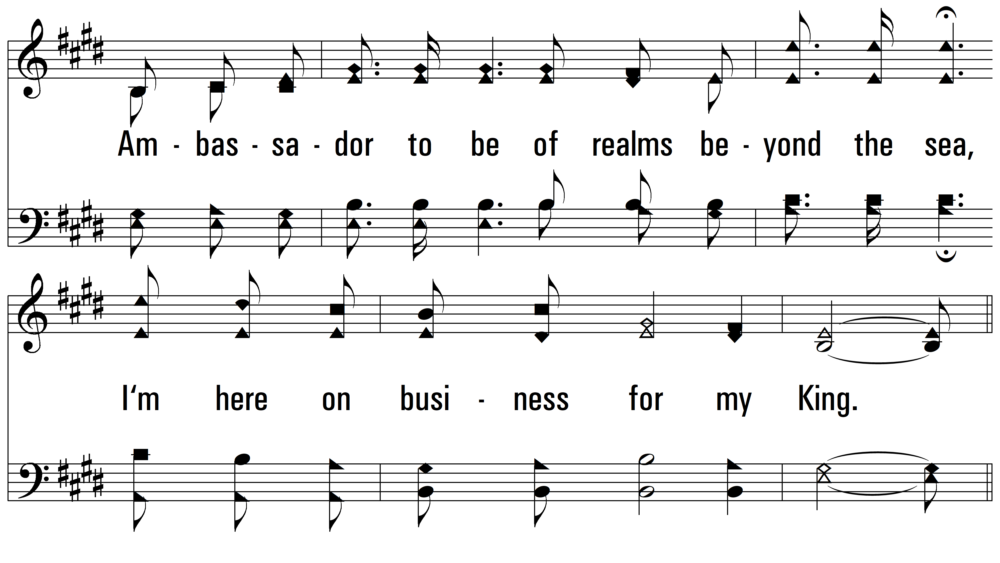 Am - bas - sa - dor to be of realms be - yond the sea,
I‘m here on busi - ness for my King.